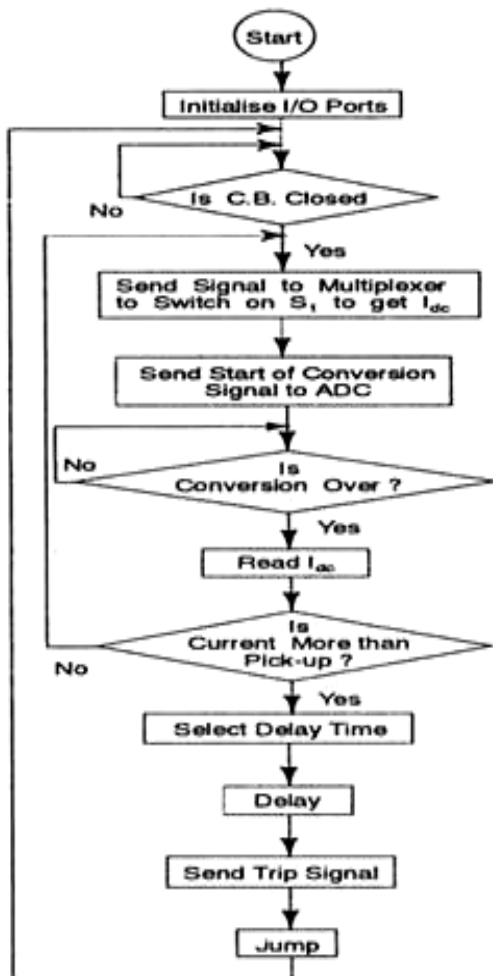 Start
Initialise I/O Ports
Is C.B. Closed
No
Yes
Send Signal to Multiplexer
to Switch on S₁ to get I_dc
Send Start of Conversion
Signal to ADC
Is
No
Conversion Over ?
Yes
Read I_dc
Is
Current More than
No
Pick-up ?
Yes
Select Delay Time
Delay
Send Trip Signal
Jump